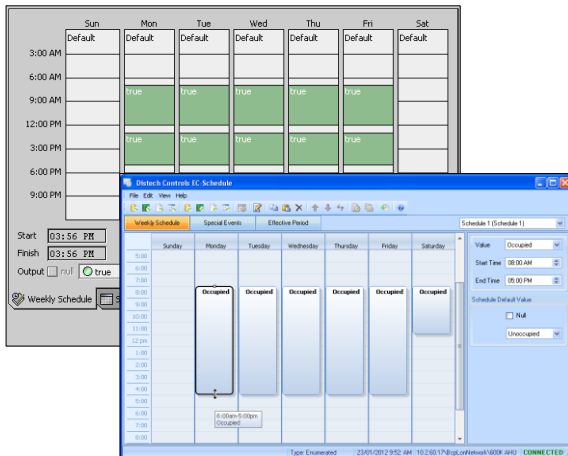 Sun Mon Tue Wed Thu Fri Sat
Default Default Default Default Default Default Default
3:00 AM
6:00 AM
9:00 AM
true true true true true
12:00 PM
3:00 PM
true true true true true
6:00 PM
9:00 PM
Start 03:56 PM
Finish 03:56 PM
Output null true
Weekly Schedule S
Distech Controls EC-Schedule
File Edit View Help
Weekly Schedule Special Events Effective Period Schedule 1 (Schedule 1)
Sunday Monday Tuesday Wednesday Thursday Friday Saturday
5:00
6:00
7:00
8:00
Occupied Occupied Occupied Occupied Occupied Occupied
9:00
10:00
11:00
12 pm
1:00
2:00
3:00
4:00
5:00
6:00
7:00
8:00
8:00am-5:00pm
Occupied
Value Occupied
Start Time 08:00 AM
End Time 05:00 PM
Schedule Default Value
Null
Unoccupied
Type: Enumerated 23/01/2012 9:52 AM CONNECTED